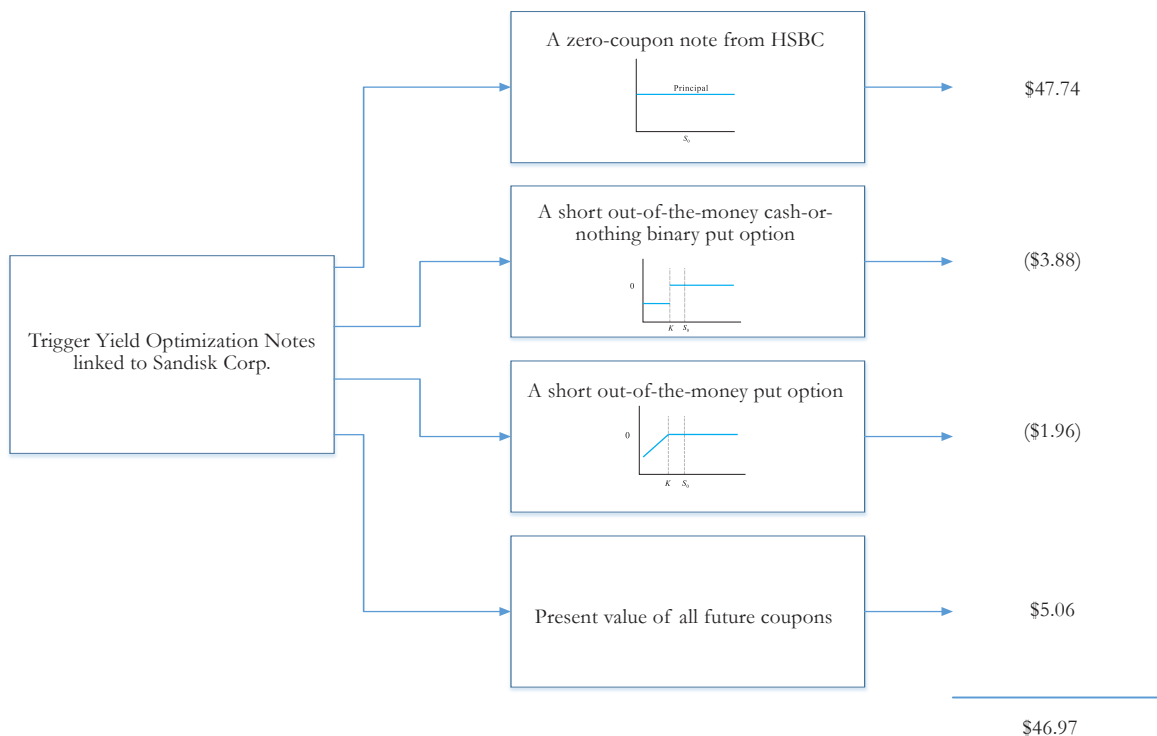 A zero-coupon note from HSBC
Principal
S₀
$47.74
A short out-of-the-money cash-or-
nothing binary put option
0
K S₀
($3.88)
Trigger Yield Optimization Notes
linked to Sandisk Corp.
A short out-of-the-money put option
0
K S₀
($1.96)
Present value of all future coupons
$5.06
$46.97